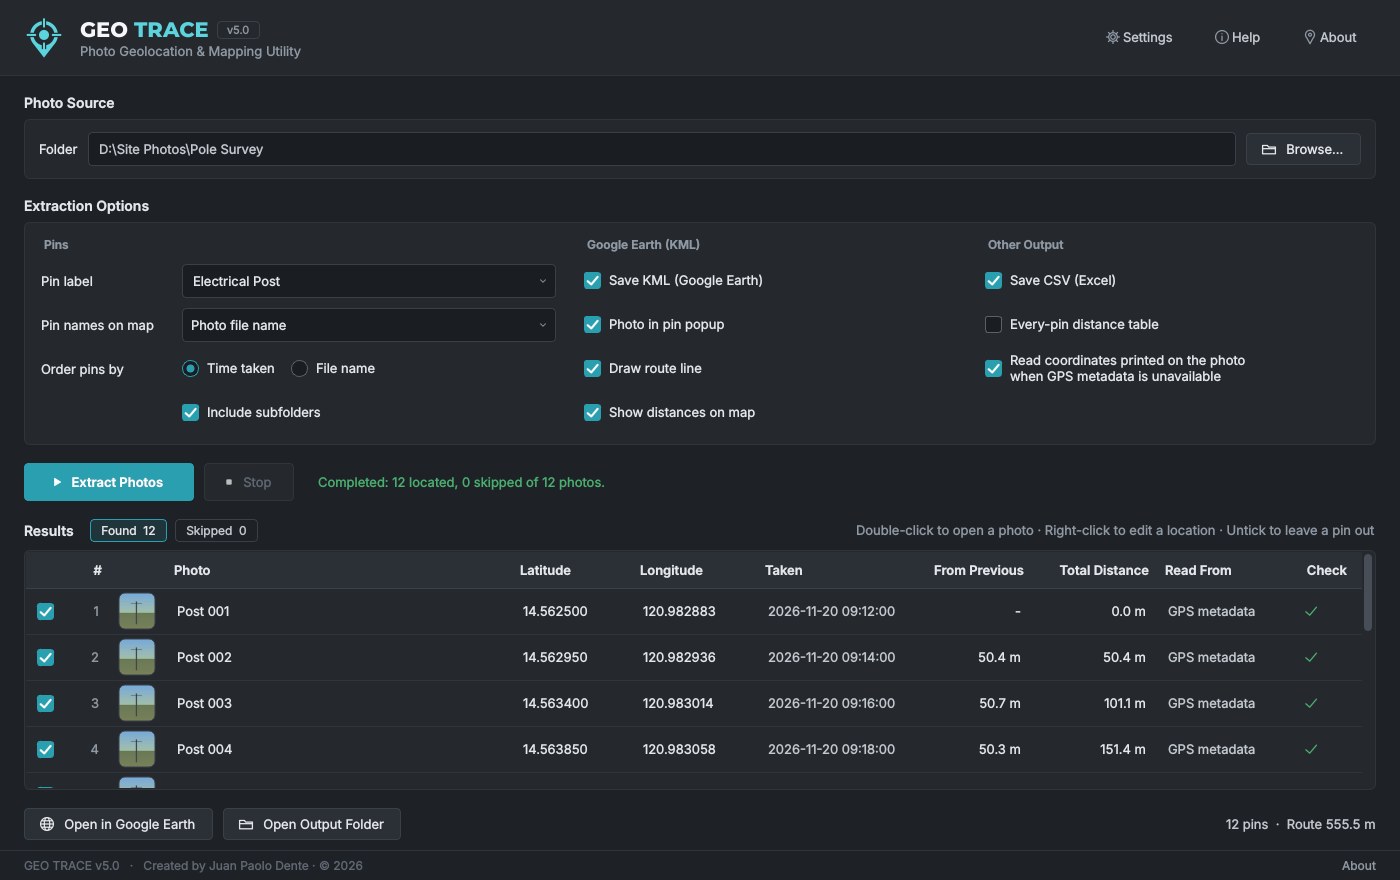 GEO TRACE v5.0
Photo Geolocation & Mapping Utility
Settings
Help
About
Photo Source
Folder
D:\Site Photos\Pole Survey
Browse...
Extraction Options
Pins
Google Earth (KML)
Other Output
Pin label
Electrical Post
Save KML (Google Earth)
Save CSV (Excel)
Pin names on map
Photo file name
Photo in pin popup
Every-pin distance table
Order pins by
Time taken
File name
Draw route line
Read coordinates printed on the photo
when GPS metadata is unavailable
Include subfolders
Show distances on map
Extract Photos
Stop
Completed: 12 located, 0 skipped of 12 photos.
Results
Found 12
Skipped 0
Double-click to open a photo · Right-click to edit a location · Untick to leave a pin out
# Photo Latitude Longitude Taken From Previous Total Distance Read From Check
1 Post 001 14.562500 120.982883 2026-11-20 09:12:00 - 0.0 m GPS metadata
2 Post 002 14.562950 120.982936 2026-11-20 09:14:00 50.4 m 50.4 m GPS metadata
3 Post 003 14.563400 120.983014 2026-11-20 09:16:00 50.7 m 101.1 m GPS metadata
4 Post 004 14.563850 120.983058 2026-11-20 09:18:00 50.3 m 151.4 m GPS metadata
Open in Google Earth
Open Output Folder
12 pins · Route 555.5 m
GEO TRACE v5.0 · Created by Juan Paolo Dente · © 2026
About